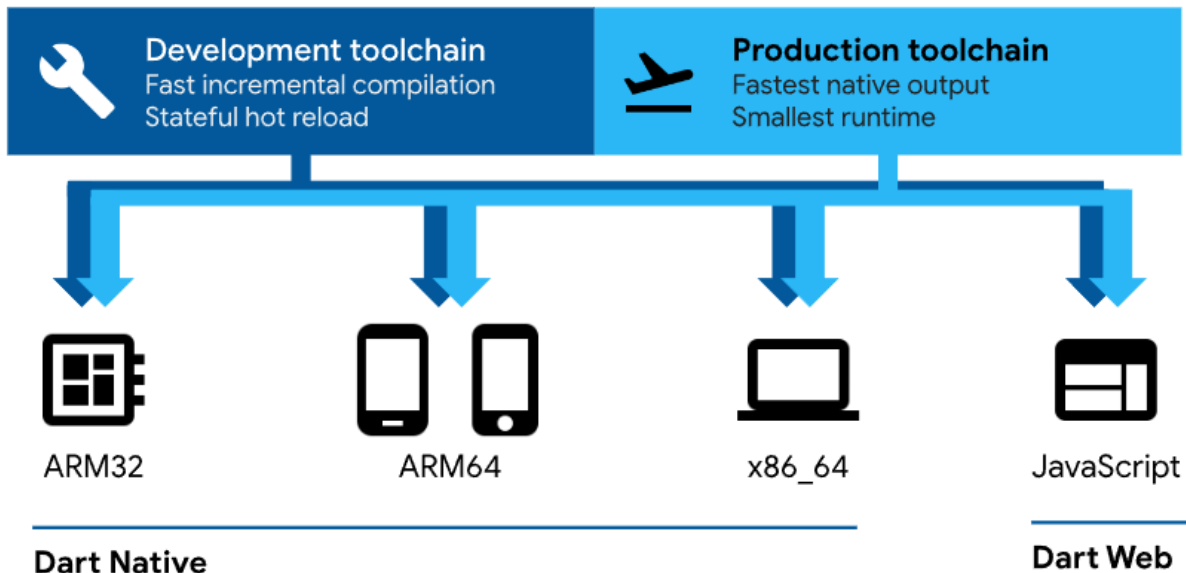 Development toolchain
Fast incremental compilation
Stateful hot reload
Production toolchain
Fastest native output
Smallest runtime
ARM32
ARM64
x86_64
JavaScript
Dart Native
Dart Web